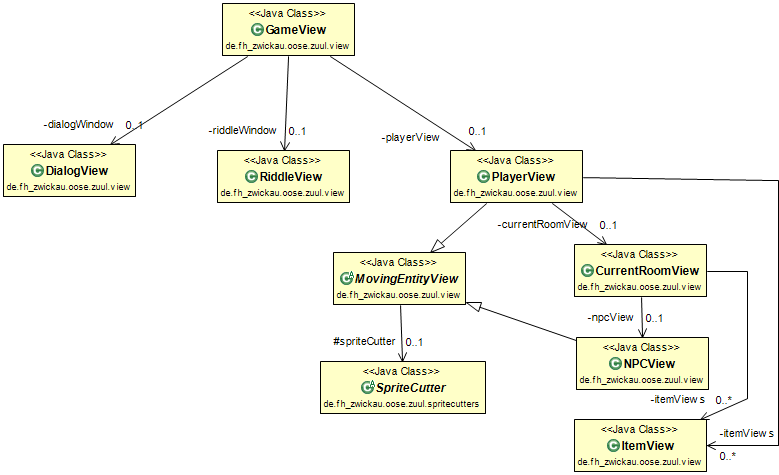 <<Java Class>>
GameView
de.fh_zwickau.oose.zuul.view
-dialogWindow 0..1
-riddleWindow 0..1
-playerView 0..1
<<Java Class>>
DialogView
de.fh_zwickau.oose.zuul.view
<<Java Class>>
RiddleView
de.fh_zwickau.oose.zuul.view
<<Java Class>>
PlayerView
de.fh_zwickau.oose.zuul.view
-currentRoomView 0..1
<<Java Class>>
MovingEntityView
de.fh_zwickau.oose.zuul.view
<<Java Class>>
CurrentRoomView
de.fh_zwickau.oose.zuul.view
-npcView 0..1
#spriteCutter 0..1
<<Java Class>>
SpriteCutter
de.fh_zwickau.oose.zuul.spritecutters
<<Java Class>>
NPCView
de.fh_zwickau.oose.zuul.view
-itemViews 0..*
<<Java Class>>
ItemView
de.fh_zwickau.oose.zuul.view
-itemViews
0..*